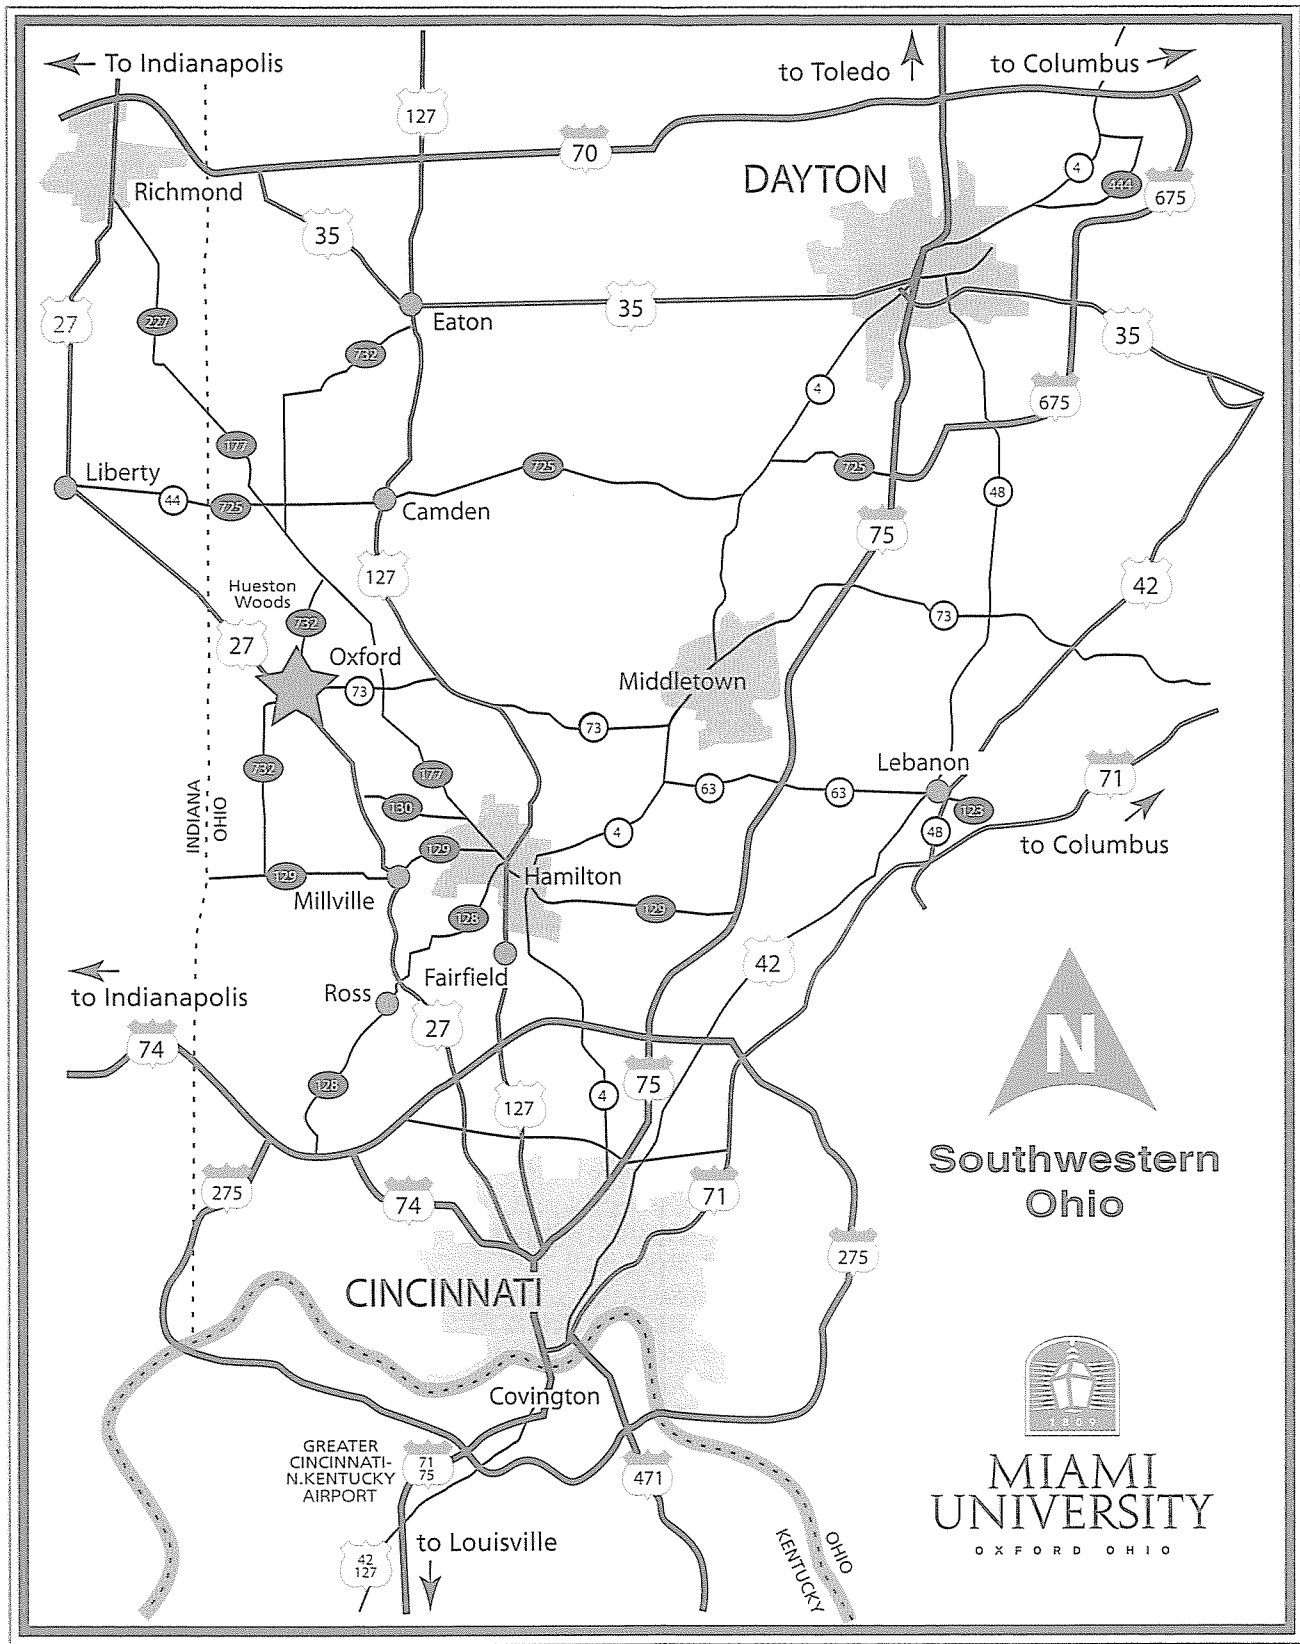 To Indianapolis
to Toledo
to Columbus
127
70
DAYTON
4
444
675
Richmond
35
27
227
35
Eaton
35
732
4
675
177
Liberty
44
725
725
725
Camden
48
75
127
42
Hueston
Woods
732
73
27
Oxford
73
Middletown
73
732
177
Lebanon
71
63
63
130
123
INDIANA
OHIO
4
48
to Columbus
129
129
Hamilton
Millville
128
129
42
Fairfield
to Indianapolis
Ross
27
74
N
128
127
4
75
Southwestern
Ohio
275
74
71
275
CINCINNATI
Covington
1809
GREATER
CINCINNATI-
N.KENTUCKY
AIRPORT
71
75
471
MIAMI
UNIVERSITY
OXFORD OHIO
to Louisville
42
127
OHIO
KENTUCKY